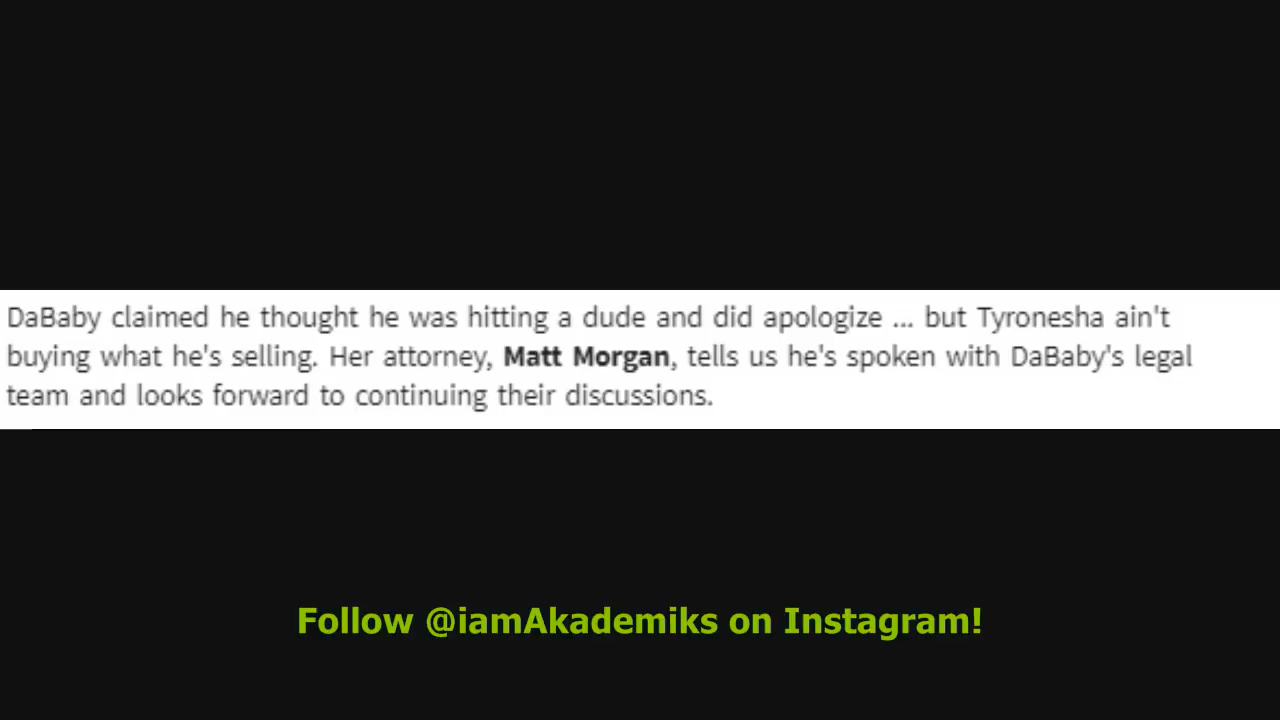 DaBaby claimed he thought he was hitting a dude and did apologize ... but Tyronesha ain't
buying what he's selling. Her attorney, Matt Morgan, tells us he's spoken with DaBaby's legal
team and looks forward to continuing their discussions.
Follow @iamAkademiks on Instagram!